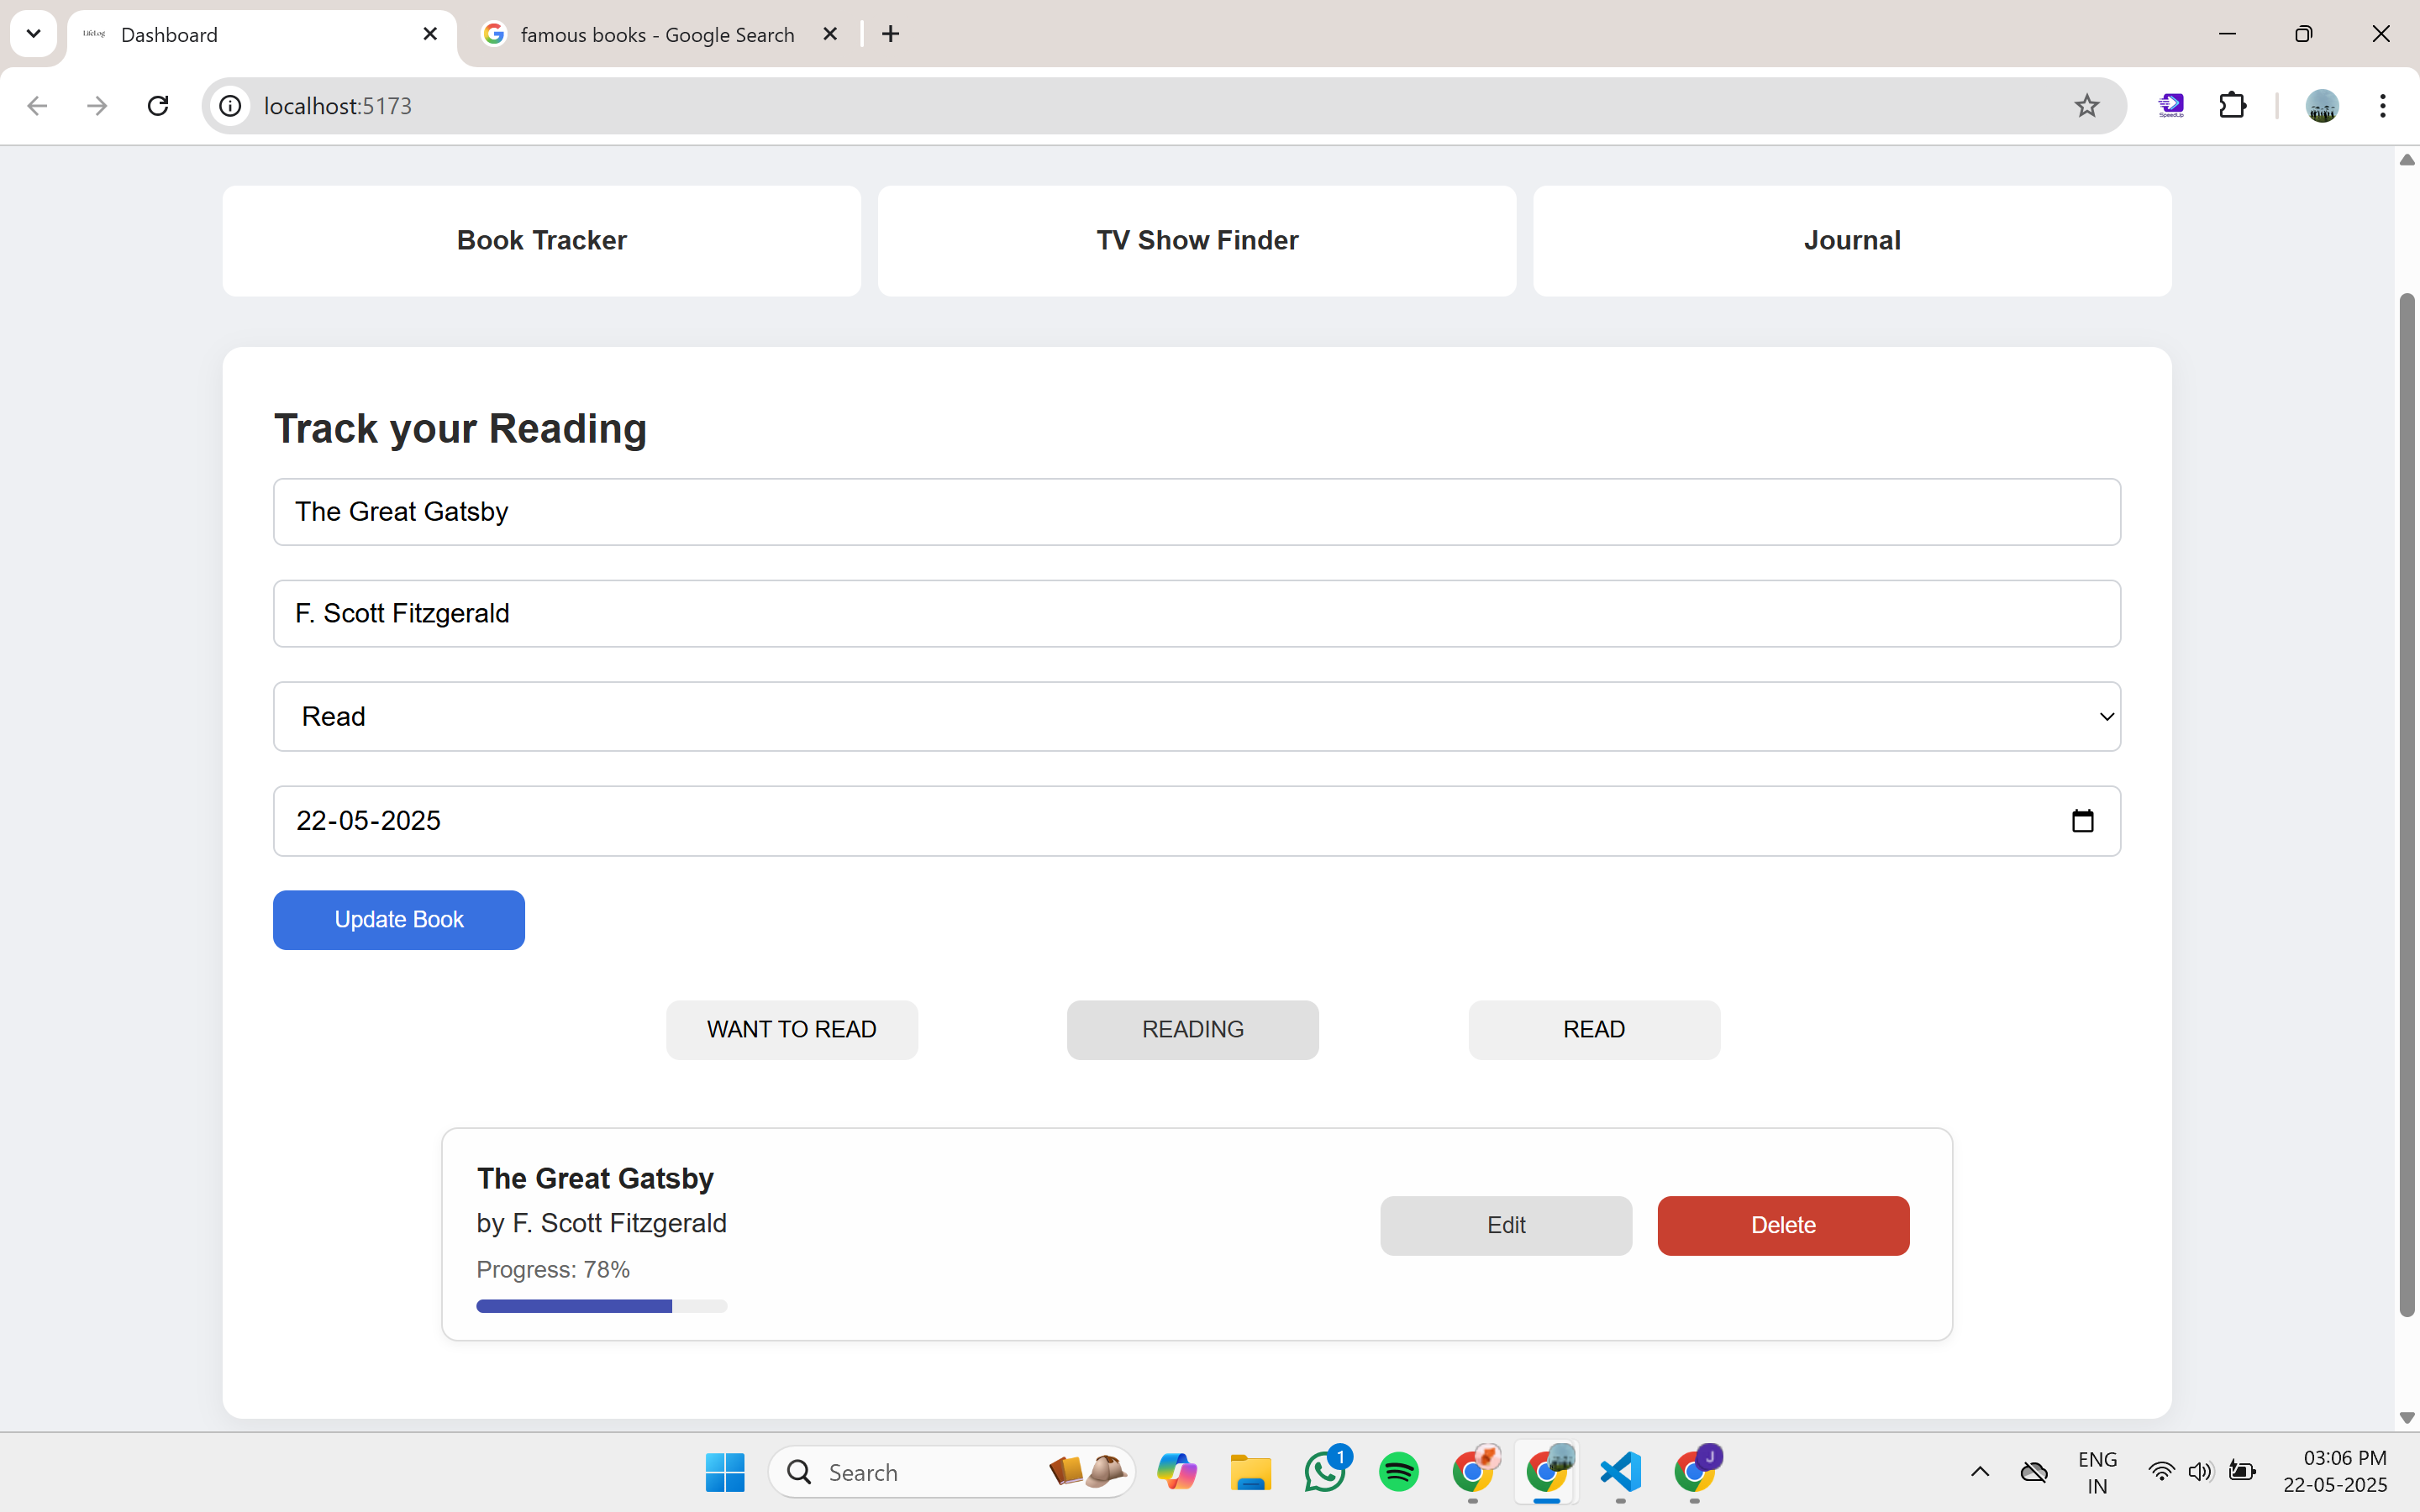 LifeLog Dashboard
famous books - Google Search
localhost:5173
SpeedUp
Book Tracker
TV Show Finder
Journal
Track your Reading
The Great Gatsby
F. Scott Fitzgerald
Read
22-05-2025
Update Book
WANT TO READ
READING
READ
The Great Gatsby
by F. Scott Fitzgerald
Progress: 78%
Edit
Delete
Search
1
J
ENG
IN
03:06 PM
22-05-2025